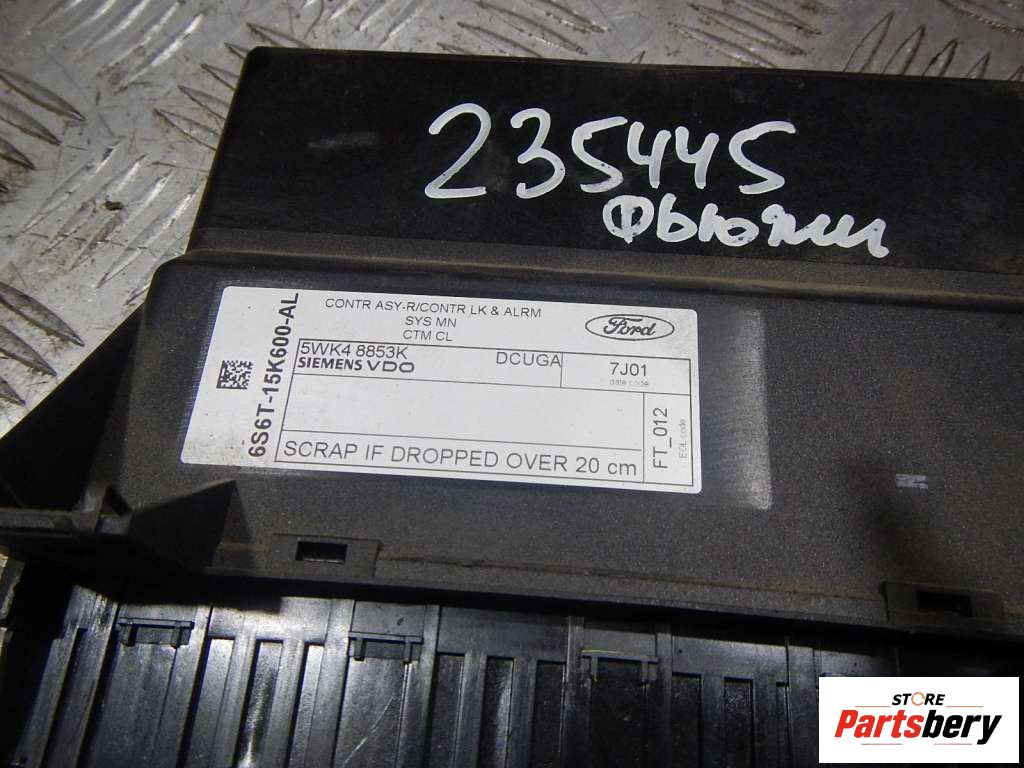 235445
Фьюжн
CONTR ASY-R/CONTR LK & ALRM
SYS MN
CTM CL
Ford
6S6T-15K600-AL
5WK4 8853K
DCUGA
7J01
SIEMENS VDO
date code
FT_012
EOL code
SCRAP IF DROPPED OVER 20 cm
STORE
Partsbery